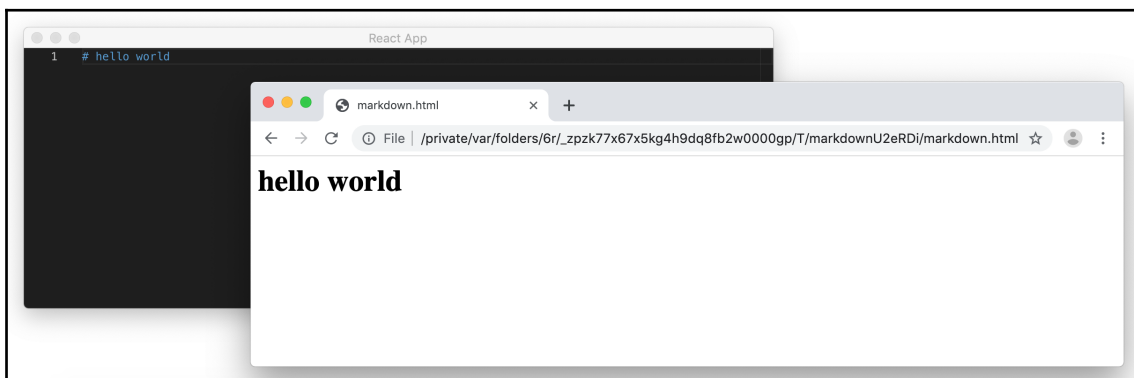 React App
1 # hello world
markdown.html
File | /private/var/folders/6r/_zpzk77x67x5kg4h9dq8fb2w0000gp/T/markdownU2eRDi/markdown.html
hello world